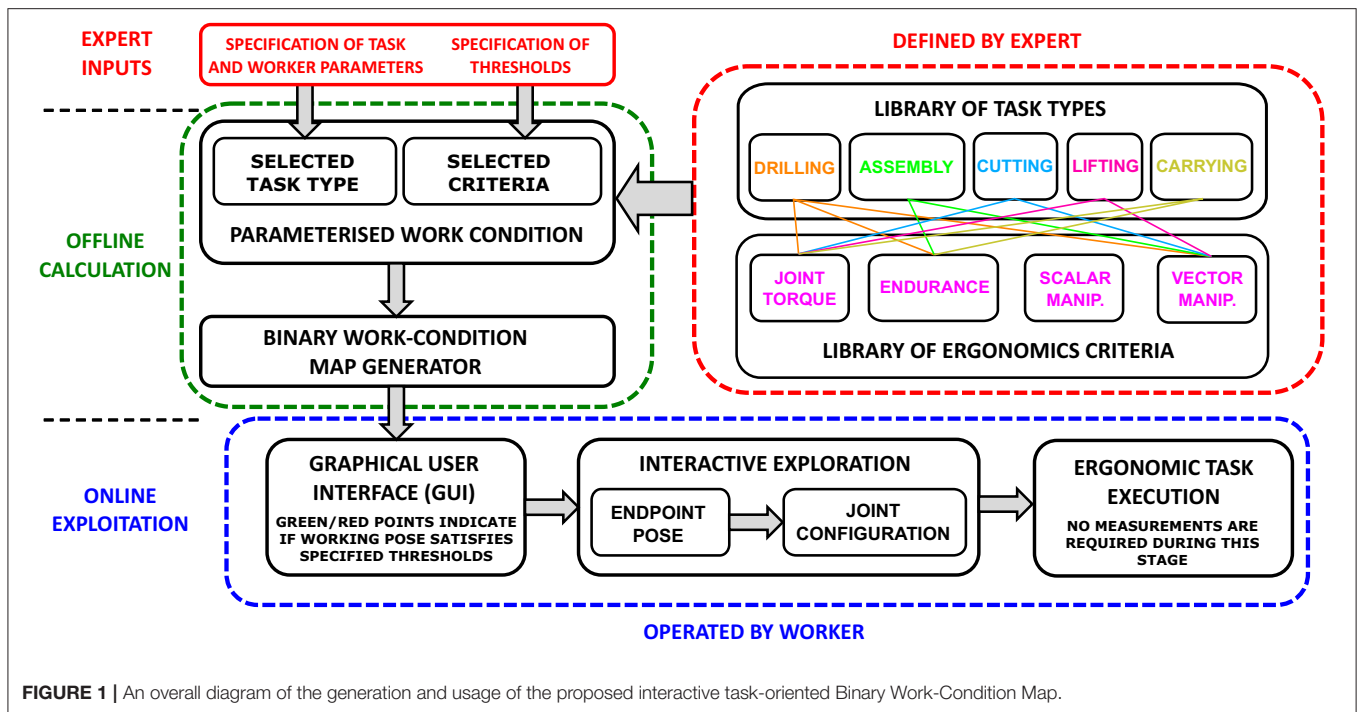 EXPERT
INPUTS
SPECIFICATION OF TASK
AND WORKER PARAMETERS
SPECIFICATION OF
THRESHOLDS
DEFINED BY EXPERT
OFFLINE
CALCULATION
SELECTED
TASK TYPE
SELECTED
CRITERIA
PARAMETERISED WORK CONDITION
BINARY WORK-CONDITION
MAP GENERATOR
LIBRARY OF TASK TYPES
DRILLING
ASSEMBLY
CUTTING
LIFTING
CARRYING
JOINT
TORQUE
ENDURANCE
SCALAR
MANIP.
VECTOR
MANIP.
LIBRARY OF ERGONOMICS CRITERIA
ONLINE
EXPLOITATION
GRAPHICAL USER
INTERFACE (GUI)
GREEN/RED POINTS INDICATE
IF WORKING POSE SATISFIES
SPECIFIED THRESHOLDS
INTERACTIVE EXPLORATION
ENDPOINT
POSE
JOINT
CONFIGURATION
ERGONOMIC TASK
EXECUTION
NO MEASUREMENTS ARE
REQUIRED DURING THIS
STAGE
OPERATED BY WORKER
FIGURE 1 | An overall diagram of the generation and usage of the proposed interactive task-oriented Binary Work-Condition Map.